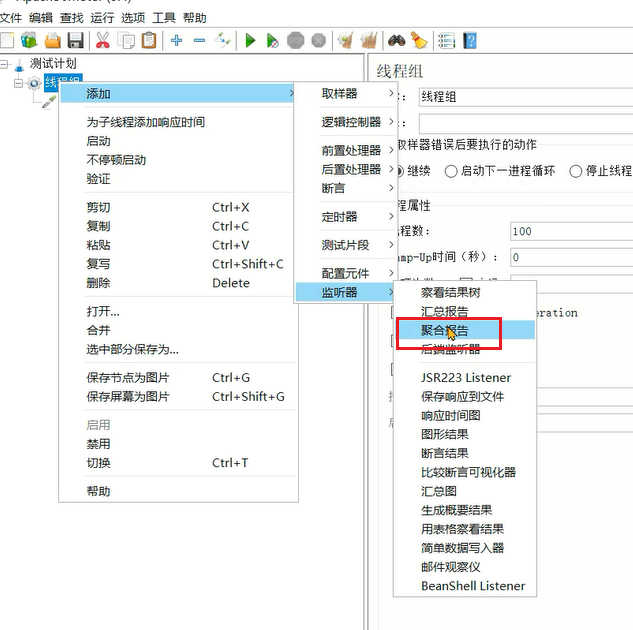 文件 编辑 查找 运行 选项 工具 帮助
测试计划
线程组
添加
为子线程添加响应时间
启动
不停顿启动
验证
剪切 Ctrl+X
复制 Ctrl+C
粘贴 Ctrl+V
复写 Ctrl+Shift+C
删除 Delete
打开...
合并
选中部分保存为...
保存节点为图片 Ctrl+G
保存屏幕为图片 Ctrl+Shift+G
启用
禁用
切换 Ctrl+T
帮助
取样器
逻辑控制器
前置处理器
后置处理器
断言
定时器
测试片段
配置元件
监听器
察看结果树
汇总报告
聚合报告
后端监听器
JSR223 Listener
保存响应到文件
响应时间图
图形结果
断言结果
比较断言可视化器
汇总图
生成概要结果
用表格察看结果
简单数据写入器
邮件观察仪
BeanShell Listener
线程组
线程组
取样器错误后要执行的动作
继续 启动下一进程循环 停止线程
程属性
程数： 100
amp-Up时间（秒）： 0
eration